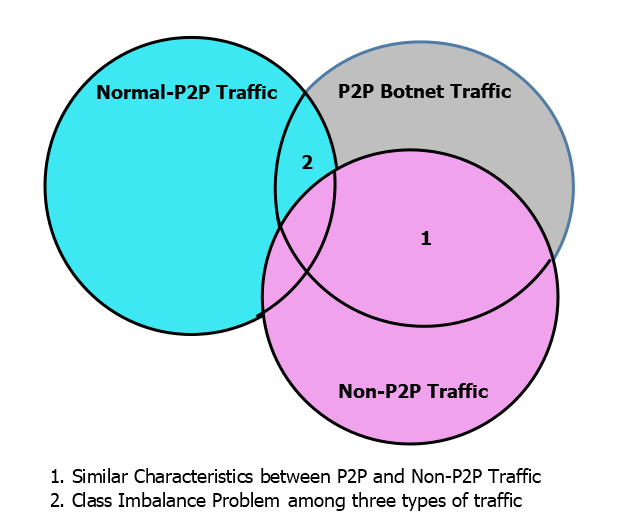 Normal-P2P Traffic
P2P Botnet Traffic
2
1
Non-P2P Traffic
1. Similar Characteristics between P2P and Non-P2P Traffic
2. Class Imbalance Problem among three types of traffic